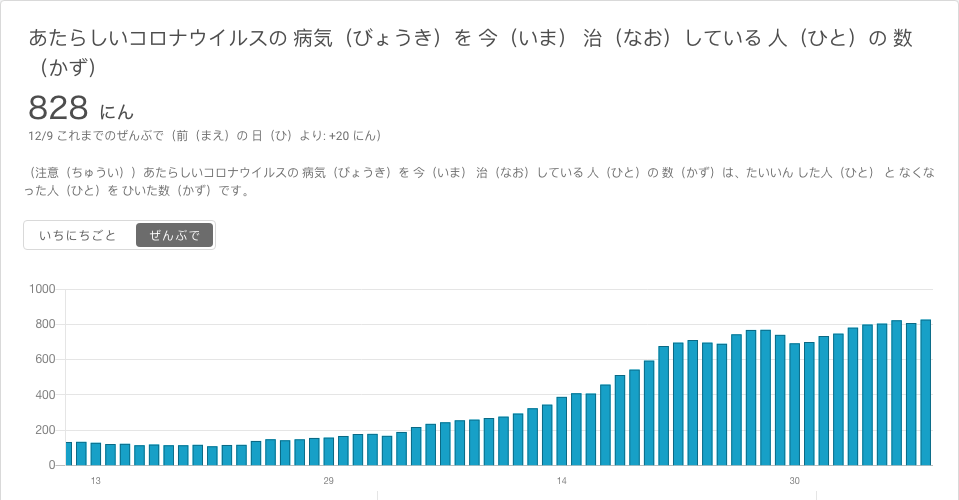 あたらしいコロナウイルスの 病気（びょうき）を 今（いま） 治（なお）している 人（ひと）の 数
（かず）
828 にん
12/9 これまでのぜんぶで（前（まえ）の 日（ひ）より: +20 にん）
（注意（ちゅうい））あたらしいコロナウイルスの 病気（びょうき）を 今（いま） 治（なお）している 人（ひと）の 数（かず）は、たいいん した人（ひと） と なくな
った人（ひと）を ひいた数（かず）です。
いちにちごと ぜんぶで
1000
800
600
400
200
0
13 29 14 30